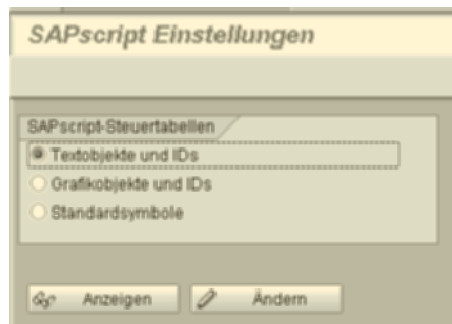 SAPscript Einstellungen
SAPscript-Steuertabellen
Textobjekte und IDs
Grafikobjekte und IDs
Standardsymbole
Anzeigen
Ändern